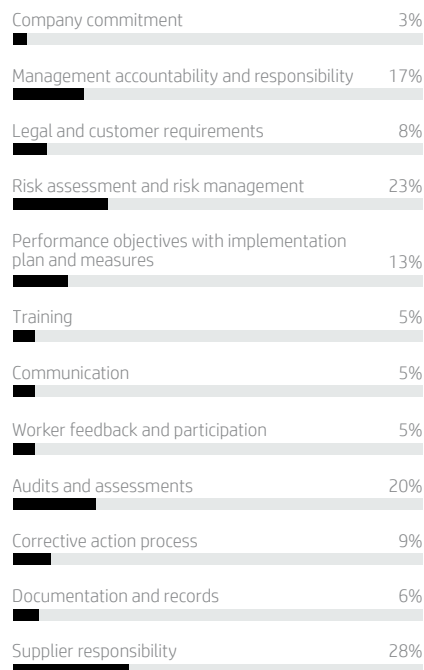 Company commitment 3%
Management accountability and responsibility 17%
Legal and customer requirements 8%
Risk assessment and risk management 23%
Performance objectives with implementation
plan and measures 13%
Training 5%
Communication 5%
Worker feedback and participation 5%
Audits and assessments 20%
Corrective action process 9%
Documentation and records 6%
Supplier responsibility 28%